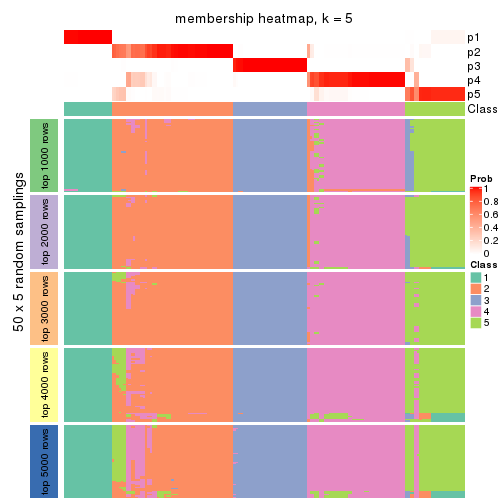 membership heatmap, k = 5
p1
p2
p3
p4
p5
Class
50 x 5 random samplings
top 1000 rows
top 2000 rows
top 3000 rows
top 4000 rows
top 5000 rows
Prob
1
0.8
0.6
0.4
0.2
0
Class
1
2
3
4
5